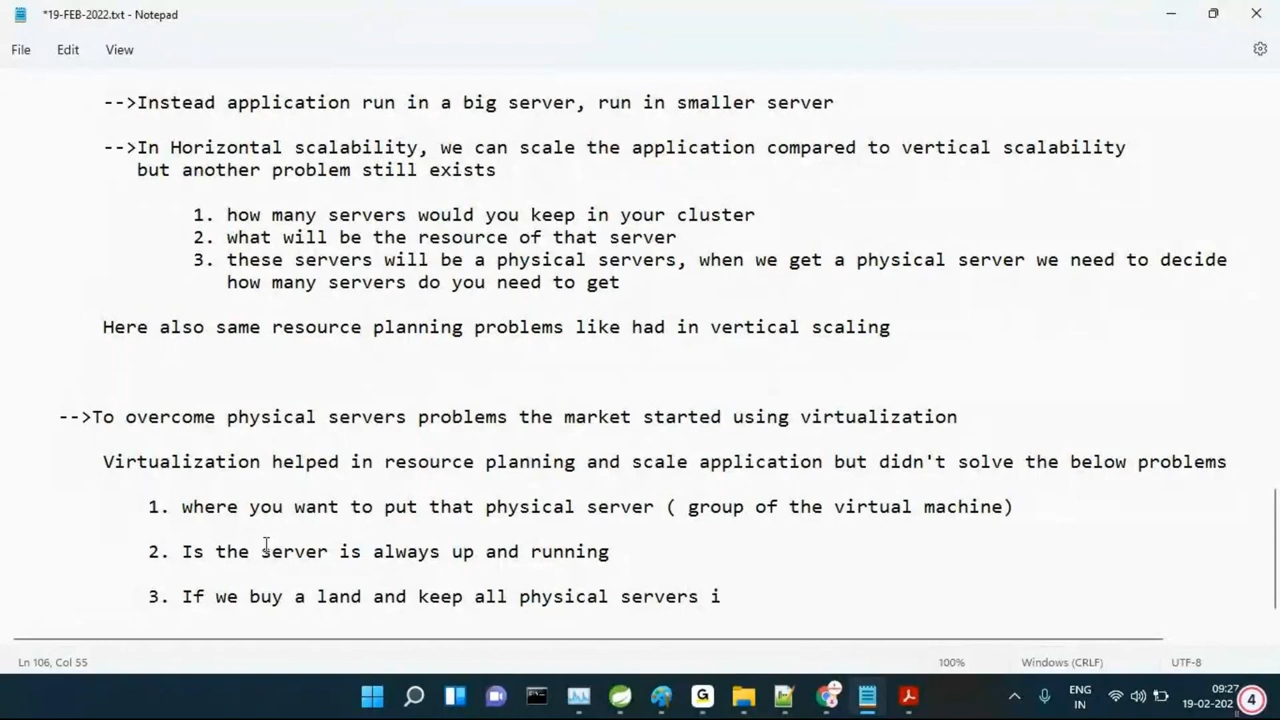 *19-FEB-2022.txt - Notepad
File Edit View
-->Instead application run in a big server, run in smaller server
-->In Horizontal scalability, we can scale the application compared to vertical scalability
but another problem still exists
1. how many servers would you keep in your cluster
2. what will be the resource of that server
3. these servers will be a physical servers, when we get a physical server we need to decide
how many servers do you need to get
Here also same resource planning problems like had in vertical scaling
-->To overcome physical servers problems the market started using virtualization
Virtualization helped in resource planning and scale application but didn't solve the below problems
1. where you want to put that physical server ( group of the virtual machine)
2. Is the server is always up and running
3. If we buy a land and keep all physical servers i
Ln 106, Col 55 100% Windows (CRLF) UTF-8
ENG 09:27
IN 19-02-202 4